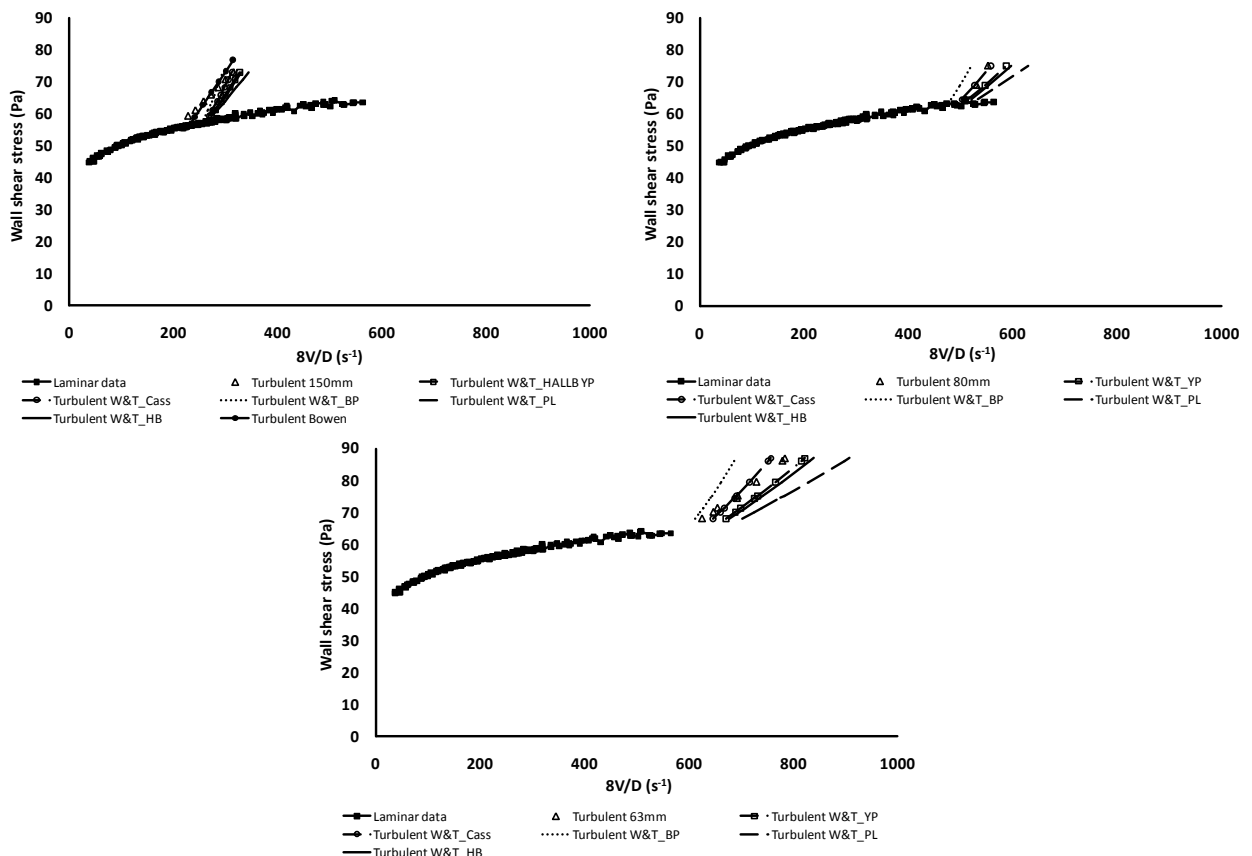 90
80
70
60
50
40
30
20
10
0
Wall shear stress (Pa)
0 200 400 600 800 1000
8V/D (s⁻¹)
Laminar data Turbulent 150mm Turbulent W&T_HALLB YP
Turbulent W&T_Cass Turbulent W&T_BP Turbulent W&T_PL
Turbulent W&T_HB Turbulent Bowen
90
80
70
60
50
40
30
20
10
0
Wall shear stress (Pa)
0 200 400 600 800 1000
8V/D (s⁻¹)
Laminar data Turbulent 80mm Turbulent W&T_YP
Turbulent W&T_Cass Turbulent W&T_BP Turbulent W&T_PL
Turbulent W&T_HB
90
80
70
60
50
40
30
20
10
0
Wall shear stress (Pa)
0 200 400 600 800 1000
8V/D (s⁻¹)
Laminar data Turbulent 63mm Turbulent W&T_YP
Turbulent W&T_Cass Turbulent W&T_BP Turbulent W&T_PL
Turbulent W&T_HB